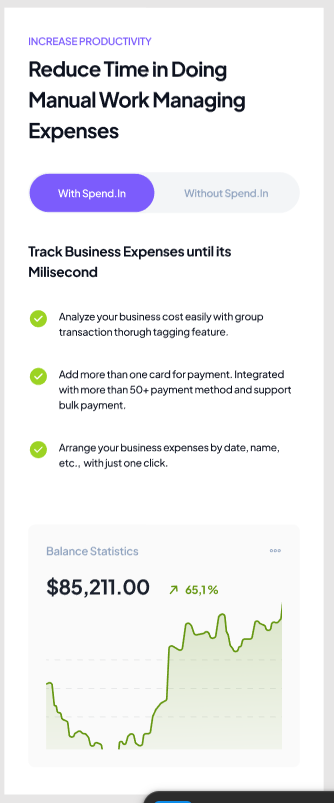 INCREASE PRODUCTIVITY
Reduce Time in Doing
Manual Work Managing
Expenses
With Spend.In
Without Spend.In
Track Business Expenses until its
Milisecond
Analyze your business cost easily with group
transaction thorugh tagging feature.
Add more than one card for payment. Integrated
with more than 50+ payment method and support
bulk payment.
Arrange your business expenses by date, name,
etc., with just one click.
Balance Statistics
$85,211.00
65,1%